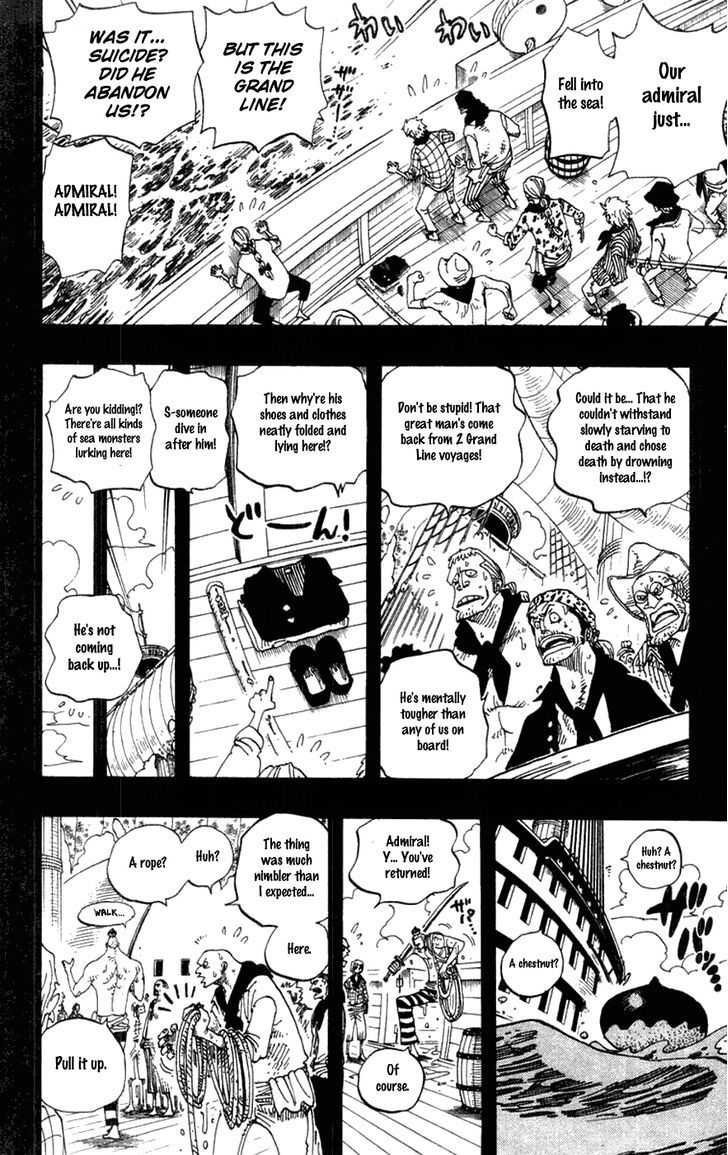 Our
admiral
just...
Fell into
the sea!
わい
わい
ザザ
BUT THIS
IS THE
GRAND
LINE!
WAS IT...
SUICIDE?
DID HE
ABANDON
US!?
ADMIRAL!
ADMIRAL!
Could it be... That he
couldn't withstand
slowly starving to
death and chose
death by drowning
instead...!?
Don't be stupid! That
great man's come
back from 2 Grand
Line voyages!
He's mentally
tougher than
any of us on
board!
Then why're his
shoes and clothes
neatly folded and
lying here!?
どーん!
S-someone
dive in
after him!
Are you kidding!?
There're all kinds
of sea monsters
lurking here!
He's not
coming
back up...!
Huh? A
chestnut?
A chestnut?
Admiral!
Y... You've
returned!
Of
course.
The thing
was much
nimbler than
I expected...
Here.
Huh?
A rope?
WALK...
Pull it up.